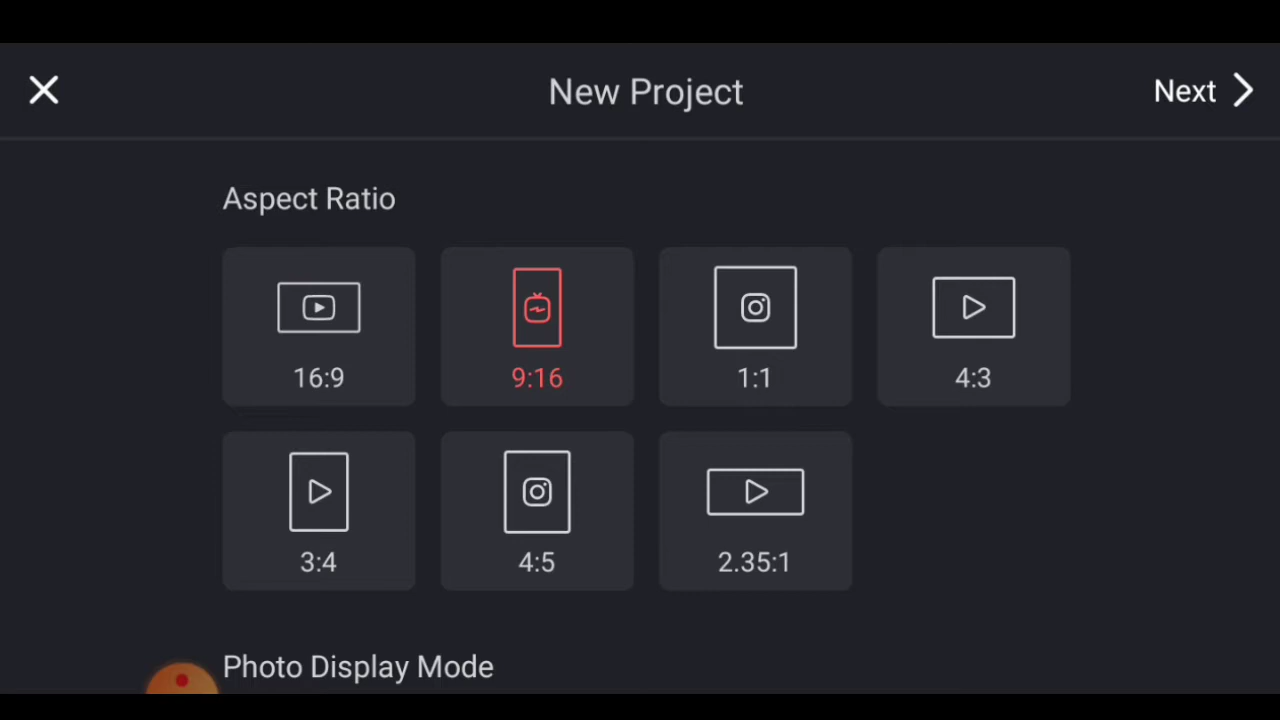 New Project
Next
Aspect Ratio
16:9
9:16
1:1
4:3
3:4
4:5
2.35:1
Photo Display Mode